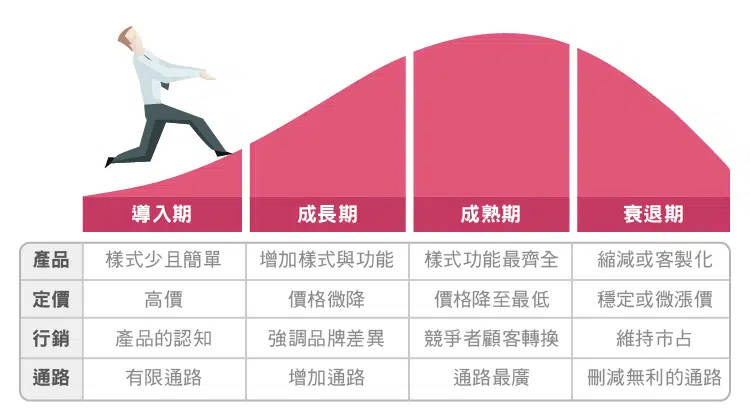 導入期 成長期 成熟期 衰退期
產品 樣式少且簡單 增加樣式與功能 樣式功能最齊全 縮減或客製化
定價 高價 價格微降 價格降至最低 穩定或微漲價
行銷 產品的認知 強調品牌差異 競爭者顧客轉換 維持市占
通路 有限通路 增加通路 通路最廣 刪減無利的通路